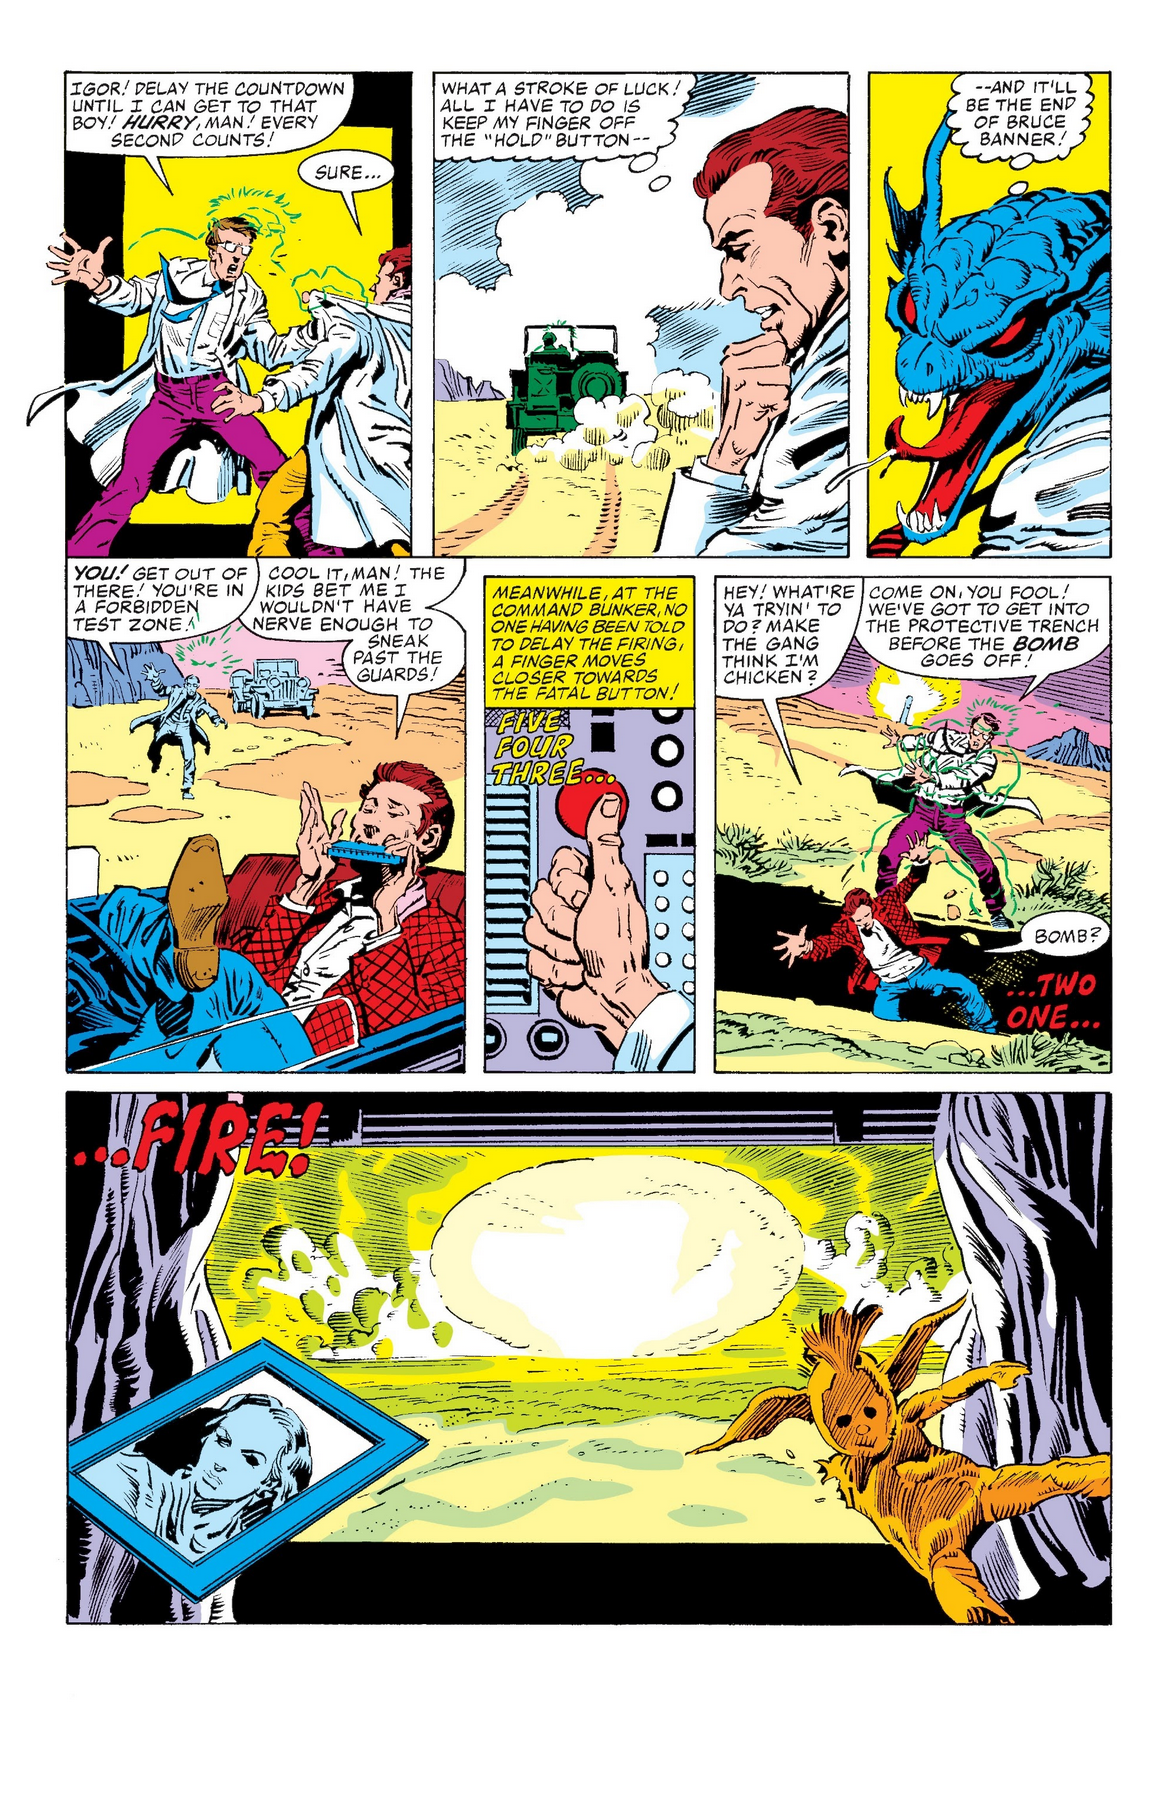 IGOR! DELAY THE COUNTDOWN
UNTIL I CAN GET TO THAT
BOY! HURRY, MAN! EVERY
SECOND COUNTS!
SURE...
WHAT A STROKE OF LUCK!
ALL I HAVE TO DO IS
KEEP MY FINGER OFF
THE "HOLD" BUTTON--
--AND IT'LL
BE THE END
OF BRUCE
BANNER!
YOU! GET OUT OF
THERE! YOU'RE IN
A FORBIDDEN
TEST ZONE!
COOL IT, MAN! THE
KIDS BET ME I
WOULDN'T HAVE
NERVE ENOUGH TO
SNEAK
PAST THE
GUARDS!
MEANWHILE, AT THE
COMMAND BUNKER, NO
ONE HAVING BEEN TOLD
TO DELAY THE FIRING,
A FINGER MOVES
CLOSER TOWARDS
THE FATAL BUTTON!
FIVE
FOUR
THREE...
HEY! WHAT'RE
YA TRYIN' TO
DO? MAKE
THE GANG
THINK I'M
CHICKEN?
COME ON, YOU FOOL!
WE'VE GOT TO GET INTO
THE PROTECTIVE TRENCH
BEFORE THE BOMB
GOES OFF!
BOMB?
...TWO
ONE...
...FIRE!